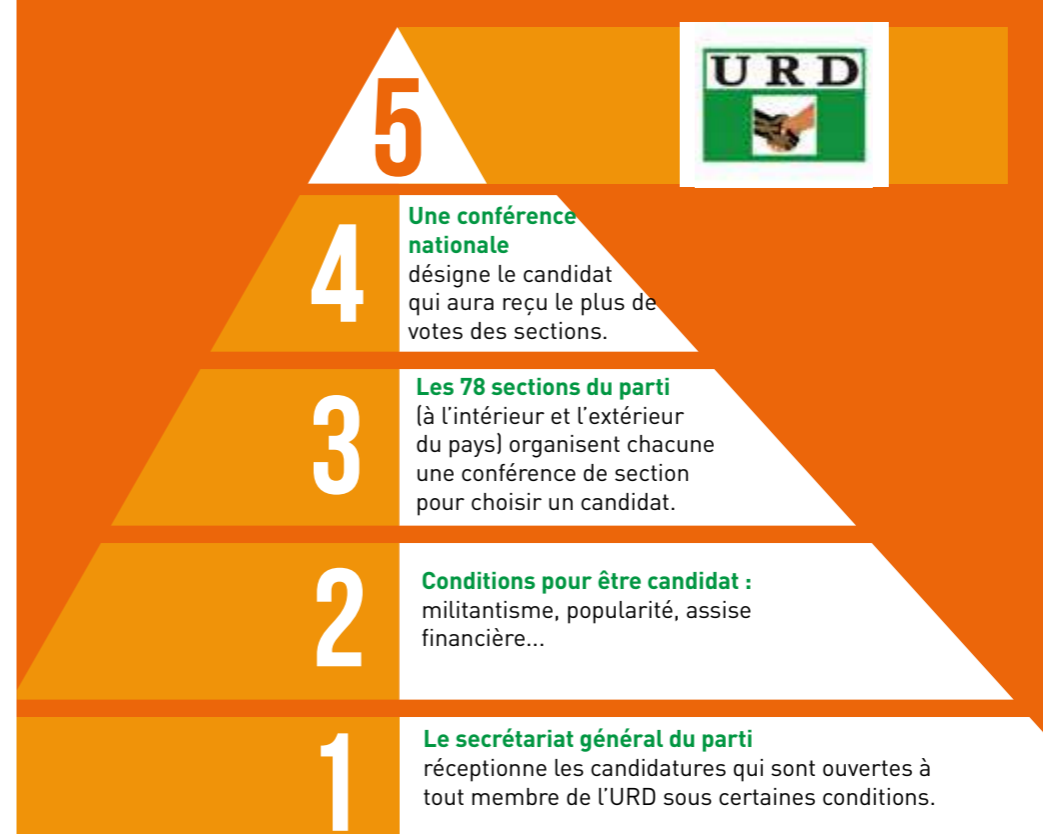 5
URD
4
Une conférence
nationale
désigne le candidat
qui aura reçu le plus de
votes des sections.
3
Les 78 sections du parti
(à l'intérieur et l'extérieur
du pays) organisent chacune
une conférence de section
pour choisir un candidat.
2
Conditions pour être candidat :
militantisme, popularité, assise
financière...
1
Le secrétariat général du parti
réceptionne les candidatures qui sont ouvertes à
tout membre de l'URD sous certaines conditions.